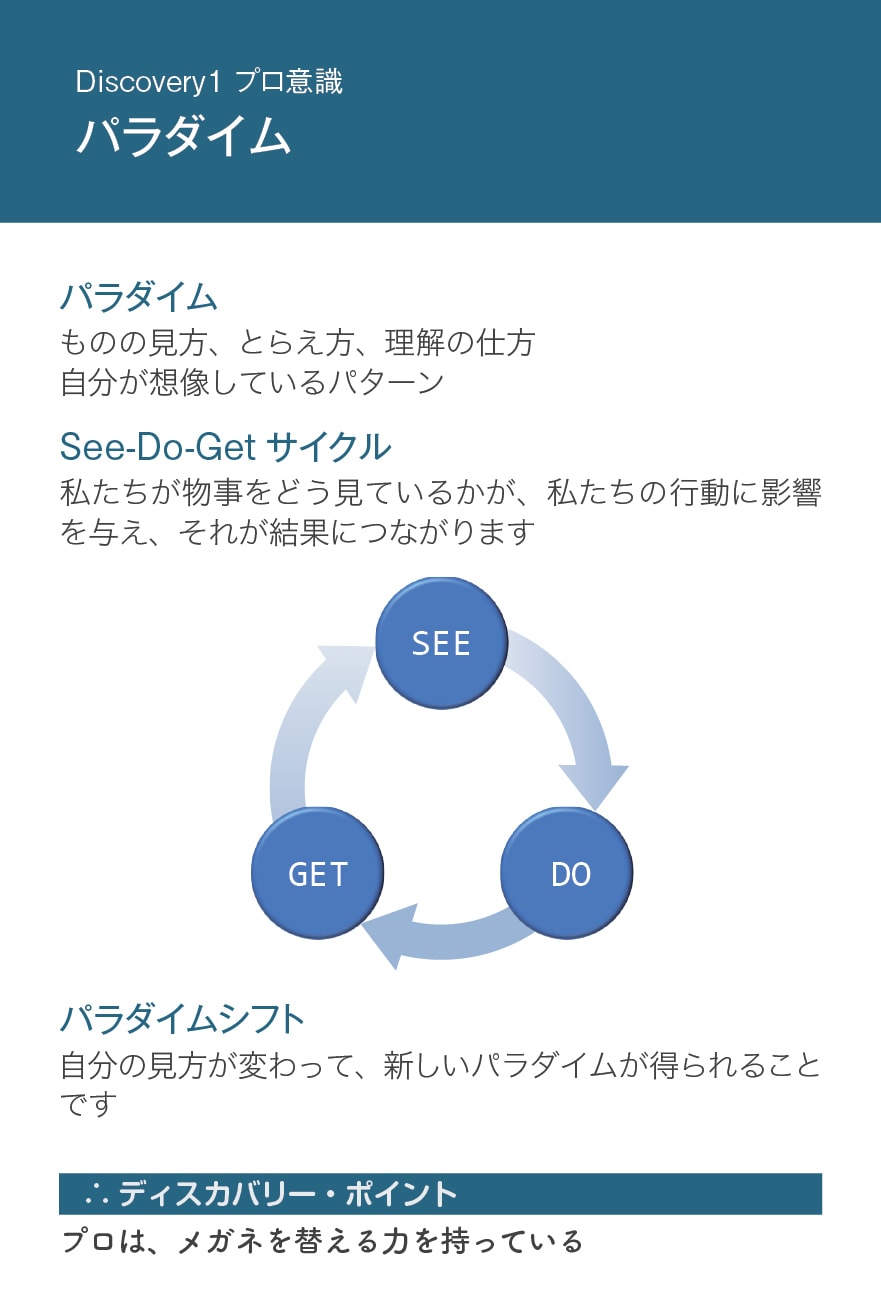 Discovery1 プロ意識
パラダイム
パラダイム
ものの見方、とらえ方、理解の仕方
自分が想像しているパターン
See-Do-Get サイクル
私たちが物事をどう見ているかが、私たちの行動に影響
を与え、それが結果につながります
SEE
GET
DO
パラダイムシフト
自分の見方が変わって、新しいパラダイムが得られること
です
∴ ディスカバリー・ポイント
プロは、メガネを替える力を持っている